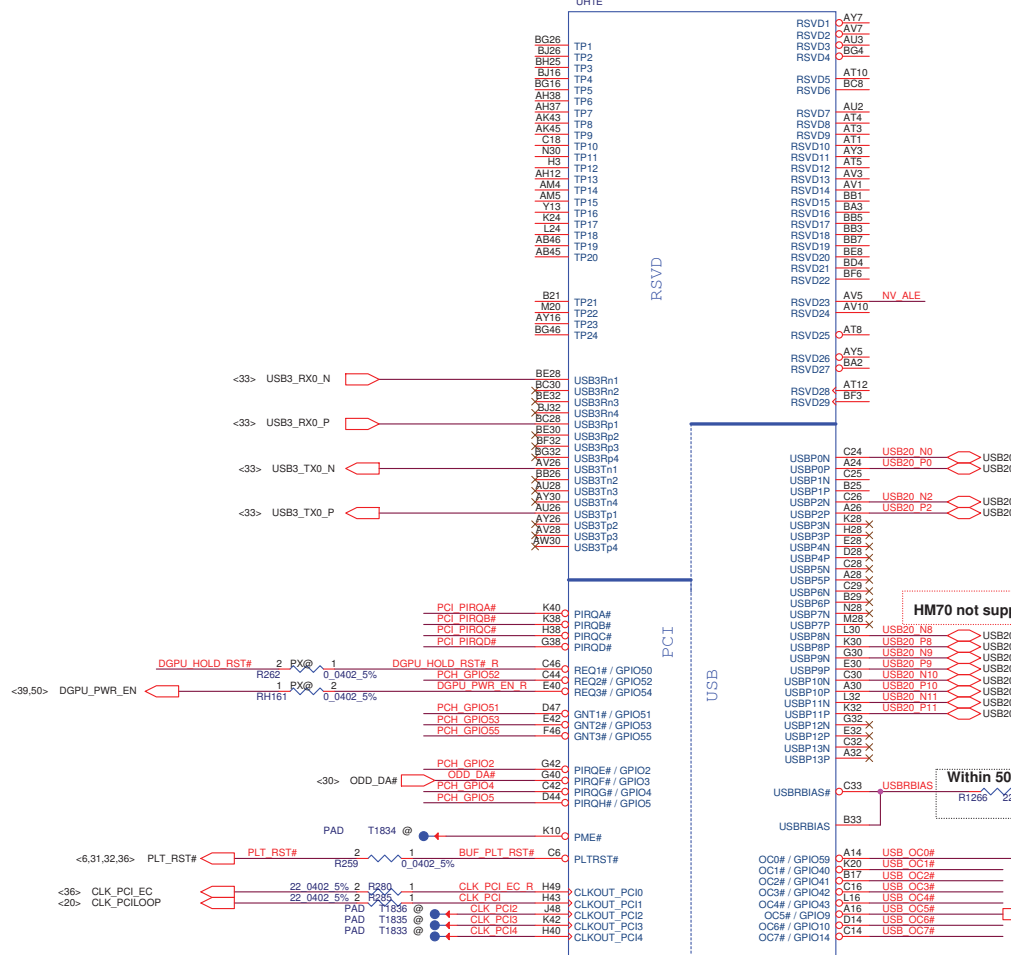 UH1E
BG26 TP1
BJ26 TP2
BH25 TP3
BJ16 TP4
BG16 TP5
AH38 TP6
AH37 TP7
AK43 TP8
AK45 TP9
C18 TP10
N30 TP11
H3 TP12
AH12 TP13
AM4 TP14
AM5 TP15
Y13 TP16
K24 TP17
L24 TP18
AB46 TP19
AB45 TP20
B21 TP21
M20 TP22
AY16 TP23
BG46 TP24
RSVD
RSVD1 AY7
RSVD2 AV7
RSVD3 AU3
RSVD4 BG4
RSVD5 AT10
RSVD6 BC8
RSVD7 AU2
RSVD8 AT4
RSVD9 AT3
RSVD10 AT1
RSVD11 AY3
RSVD12 AT5
RSVD13 AV3
RSVD14 AV1
RSVD15 BB1
RSVD16 BA3
RSVD17 BB5
RSVD18 BB3
RSVD19 BB7
RSVD20 BE8
RSVD21 BD4
RSVD22 BF6
RSVD23 AV5 NV_ALE
RSVD24 AV10
RSVD25 AT8
RSVD26 AY5
RSVD27 BA2
RSVD28 AT12
RSVD29 BF3
<33> USB3_RX0_N BE28 USB3Rn1
BC30 USB3Rn2
BE32 USB3Rn3
BJ32 USB3Rn4
<33> USB3_RX0_P BC28 USB3Rp1
BE30 USB3Rp2
BF32 USB3Rp3
BG32 USB3Rp4
<33> USB3_TX0_N AV26 USB3Tn1
BB26 USB3Tn2
AU28 USB3Tn3
AY30 USB3Tn4
<33> USB3_TX0_P AU26 USB3Tp1
AY26 USB3Tp2
AV28 USB3Tp3
AW30 USB3Tp4
USBP0N C24 USB20_N0 USB20
USBP0P A24 USB20_P0 USB20
USBP1N C25
USBP1P B25
USBP2N C26 USB20_N2 USB20
USBP2P A26 USB20_P2 USB20
USBP3N K28
USBP3P H28
USBP4N E28
USBP4P D28
USBP5N C28
USBP5P A28
USBP6N C29
USBP6P B29
USBP7N N28
USBP7P M28
HM70 not supp
USBP8N L30 USB20_N8 USB20
USBP8P K30 USB20_P8 USB20
USBP9N G30 USB20_N9 USB20
USBP9P E30 USB20_P9 USB20
USBP10N C30 USB20_N10 USB20
USBP10P A30 USB20_P10 USB20
USBP11N L32 USB20_N11 USB20
USBP11P K32 USB20_P11 USB20
USBP12N G32
USBP12P E32
USBP13N C32
USBP13P A32
PCI
USB
PCI_PIRQA# K40 PIRQA#
PCI_PIRQB# K38 PIRQB#
PCI_PIRQC# H38 PIRQC#
PCI_PIRQD# G38 PIRQD#
DGPU_HOLD_RST# 2 PX@ 1 DGPU_HOLD_RST#_R C46 REQ1# / GPIO50
R262 0_0402_5% PCH_GPIO52 C44 REQ2# / GPIO52
<39,50> DGPU_PWR_EN 1 PX@ 2 DGPU_PWR_EN_R E40 REQ3# / GPIO54
RH161 0_0402_5%
PCH_GPIO51 D47 GNT1# / GPIO51
PCH_GPIO53 E42 GNT2# / GPIO53
PCH_GPIO55 F46 GNT3# / GPIO55
PCH_GPIO2 G42 PIRQE# / GPIO2
<30> ODD_DA# ODD_DA# G40 PIRQF# / GPIO3
PCH_GPIO4 C42 PIRQG# / GPIO4
PCH_GPIO5 D44 PIRQH# / GPIO5
Within 50
USBRBIAS# C33 USBRBIAS R1266 22
USBRBIAS B33
PAD T1834 @ K10 PME#
<6,31,32,36> PLT_RST# PLT_RST# 2 1 BUF_PLT_RST# C6 PLTRST#
R259 0_0402_5%
<36> CLK_PCI_EC 22_0402_5% 2 R280 1 CLK_PCI_EC_R H49 CLKOUT_PCI0
<20> CLK_PCILOOP 22_0402_5% 2 R285 1 CLK_PCI H43 CLKOUT_PCI1
PAD T1836 @ CLK_PCI2 J48 CLKOUT_PCI2
PAD T1835 @ CLK_PCI3 K42 CLKOUT_PCI3
PAD T1833 @ CLK_PCI4 H40 CLKOUT_PCI4
OC0# / GPIO59 A14 USB_OC0#
OC1# / GPIO40 K20 USB_OC1#
OC2# / GPIO41 B17 USB_OC2#
OC3# / GPIO42 C16 USB_OC3#
OC4# / GPIO43 L16 USB_OC4#
OC5# / GPIO9 A16 USB_OC5#
OC6# / GPIO10 D14 USB_OC6#
OC7# / GPIO14 C14 USB_OC7#